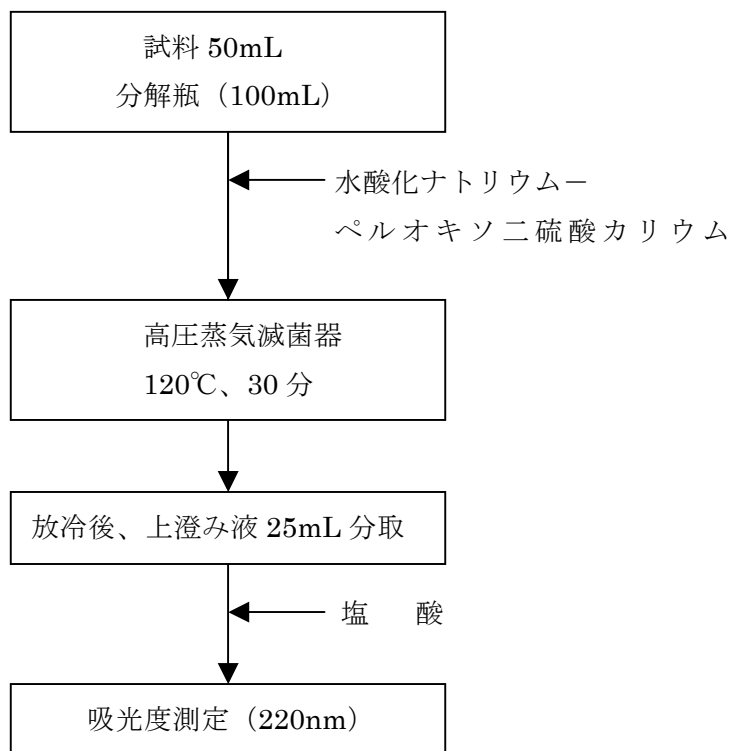 試料 50mL
分解瓶（100mL）
水酸化ナトリウム－
ペルオキソ二硫酸カリウム
高圧蒸気滅菌器
120℃、30 分
放冷後、上澄み液 25mL 分取
塩　酸
吸光度測定（220nm）